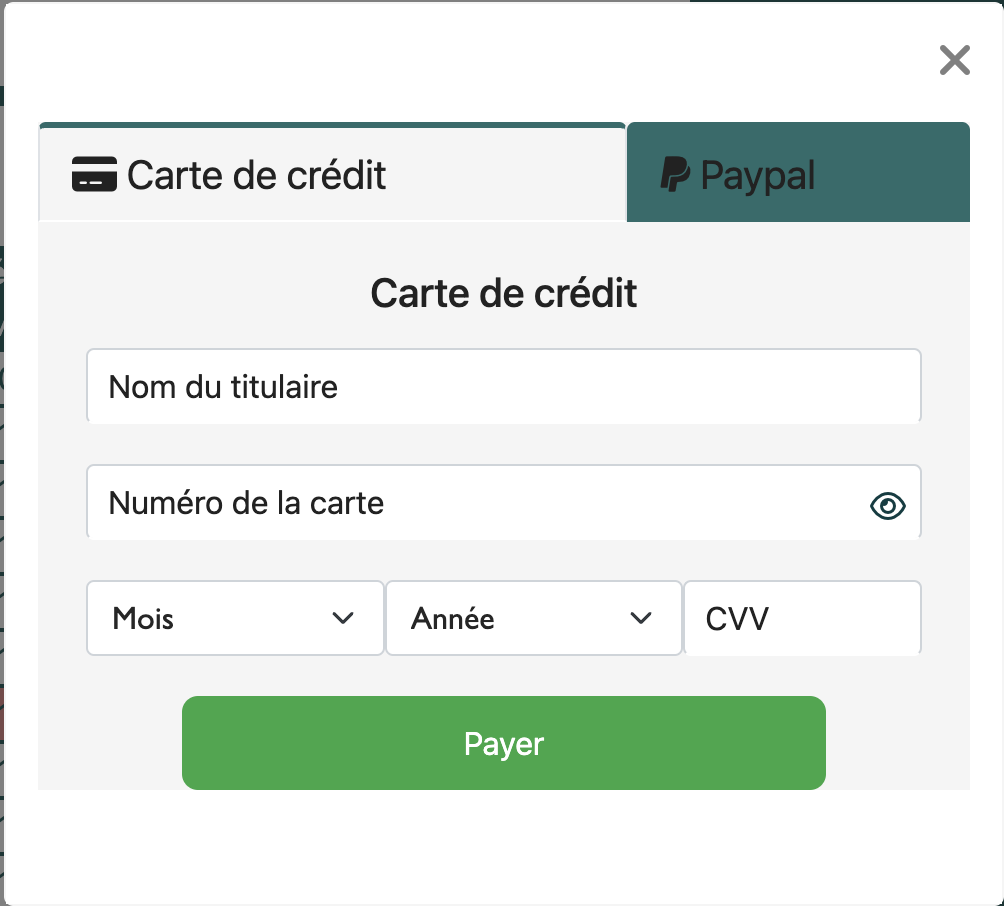 Carte de crédit
Paypal
Carte de crédit
Nom du titulaire
Numéro de la carte
Mois
Année
CVV
Payer